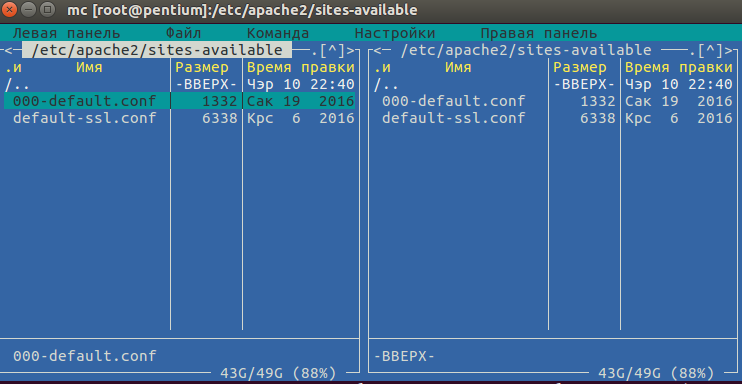 mc [root@pentium]:/etc/apache2/sites-available
Левая панель Файл Команда Настройки Правая панель
<─ /etc/apache2/sites-available ─.[^]> <─ /etc/apache2/sites-available ─.[^]>
.и Имя Размер Время правки .и Имя Размер Время правки
/.. -ВВЕРХ- Чэр 10 22:40 /.. -ВВЕРХ- Чэр 10 22:40
000-default.conf 1332 Сак 19 2016 000-default.conf 1332 Сак 19 2016
default-ssl.conf 6338 Крс 6 2016 default-ssl.conf 6338 Крс 6 2016
000-default.conf -ВВЕРХ-
43G/49G (88%) 43G/49G (88%)